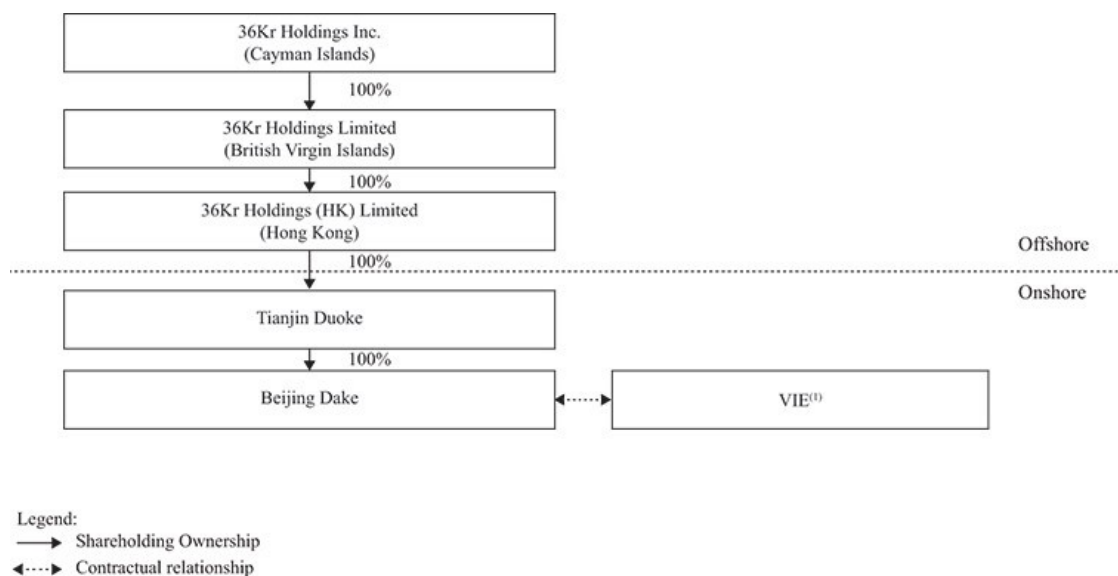 36Kr Holdings Inc.
(Cayman Islands)
100%
36Kr Holdings Limited
(British Virgin Islands)
100%
36Kr Holdings (HK) Limited
(Hong Kong)
100%
Offshore
Onshore
Tianjin Duoke
100%
Beijing Dake
VIE(1)
Legend:
Shareholding Ownership
Contractual relationship